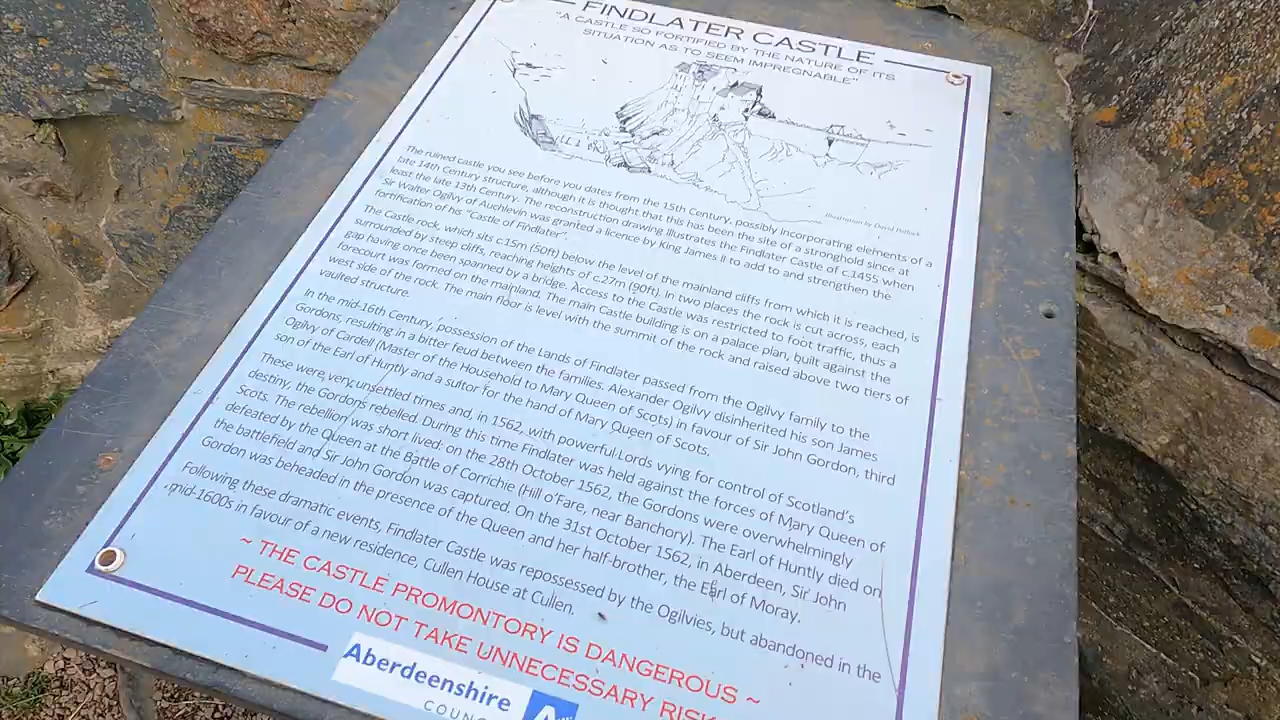 FINDLATER CASTLE
"A CASTLE SO FORTIFIED BY THE NATURE OF ITS
SITUATION AS TO SEEM IMPREGNABLE"
Illustration by David Pollock
The ruined castle you see before you dates from the 15th Century, possibly incorporating elements of a
late 14th Century structure, although it is thought that this has been the site of a stronghold since at
least the late 13th Century. The reconstruction drawing illustrates the Findlater Castle of c.1455 when
Sir Walter Ogilvy of Auchlevin was granted a licence by King James II to add to and strengthen the
fortification of his "Castle of Findlater".
The Castle rock, which sits c.15m (50ft) below the level of the mainland cliffs from which it is reached, is
surrounded by steep cliffs, reaching heights of c.27m (90ft). In two places the rock is cut across, each
gap having once been spanned by a bridge. Access to the Castle was restricted to foot traffic, thus a
forecourt was formed on the mainland. The main Castle building is on a palace plan, built against the
west side of the rock. The main floor is level with the summit of the rock and raised above two tiers of
vaulted structure.
In the mid-16th Century, possession of the Lands of Findlater passed from the Ogilvy family to the
Gordons, resulting in a bitter feud between the families. Alexander Ogilvy disinherited his son James
Ogilvy of Cardell (Master of the Household to Mary Queen of Scots) in favour of Sir John Gordon, third
son of the Earl of Huntly and a suitor for the hand of Mary Queen of Scots.
These were very unsettled times and, in 1562, with powerful Lords vying for control of Scotland's
destiny, the Gordons rebelled. During this time Findlater was held against the forces of Mary Queen of
Scots. The rebellion was short lived: on the 28th October 1562, the Gordons were overwhelmingly
defeated by the Queen at the Battle of Corrichie (Hill o'Fare, near Banchory). The Earl of Huntly died on
the battlefield and Sir John Gordon was captured. On the 31st October 1562, in Aberdeen, Sir John
Gordon was beheaded in the presence of the Queen and her half-brother, the Earl of Moray.
Following these dramatic events, Findlater Castle was repossessed by the Ogilvies, but abandoned in the
mid-1600s in favour of a new residence, Cullen House at Cullen.
~ THE CASTLE PROMONTORY IS DANGEROUS ~
PLEASE DO NOT TAKE UNNECESSARY
Aberdeenshire